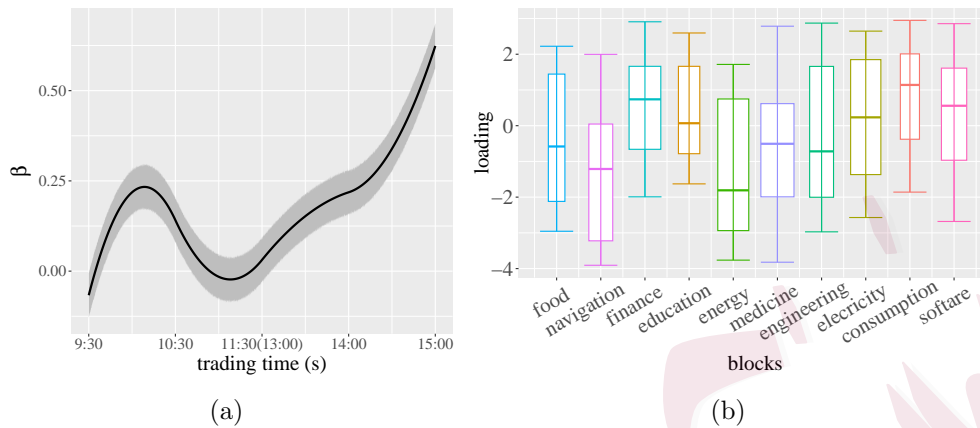 0.50
0.25
0.00
β
9:30 10:30 11:30(13:00) 14:00 15:00
trading time (s)
(a)
2
0
−2
−4
loading
food navigation finance education energy medicine engineering elecricity consumption softare
blocks
(b)